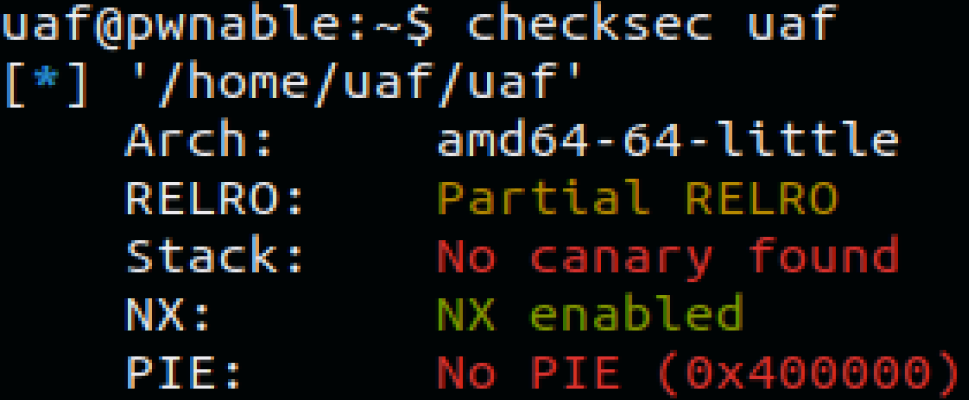 uaf@pwnable:~$ checksec uaf
[*] '/home/uaf/uaf'
Arch: amd64-64-little
RELRO: Partial RELRO
Stack: No canary found
NX: NX enabled
PIE: No PIE (0x400000)